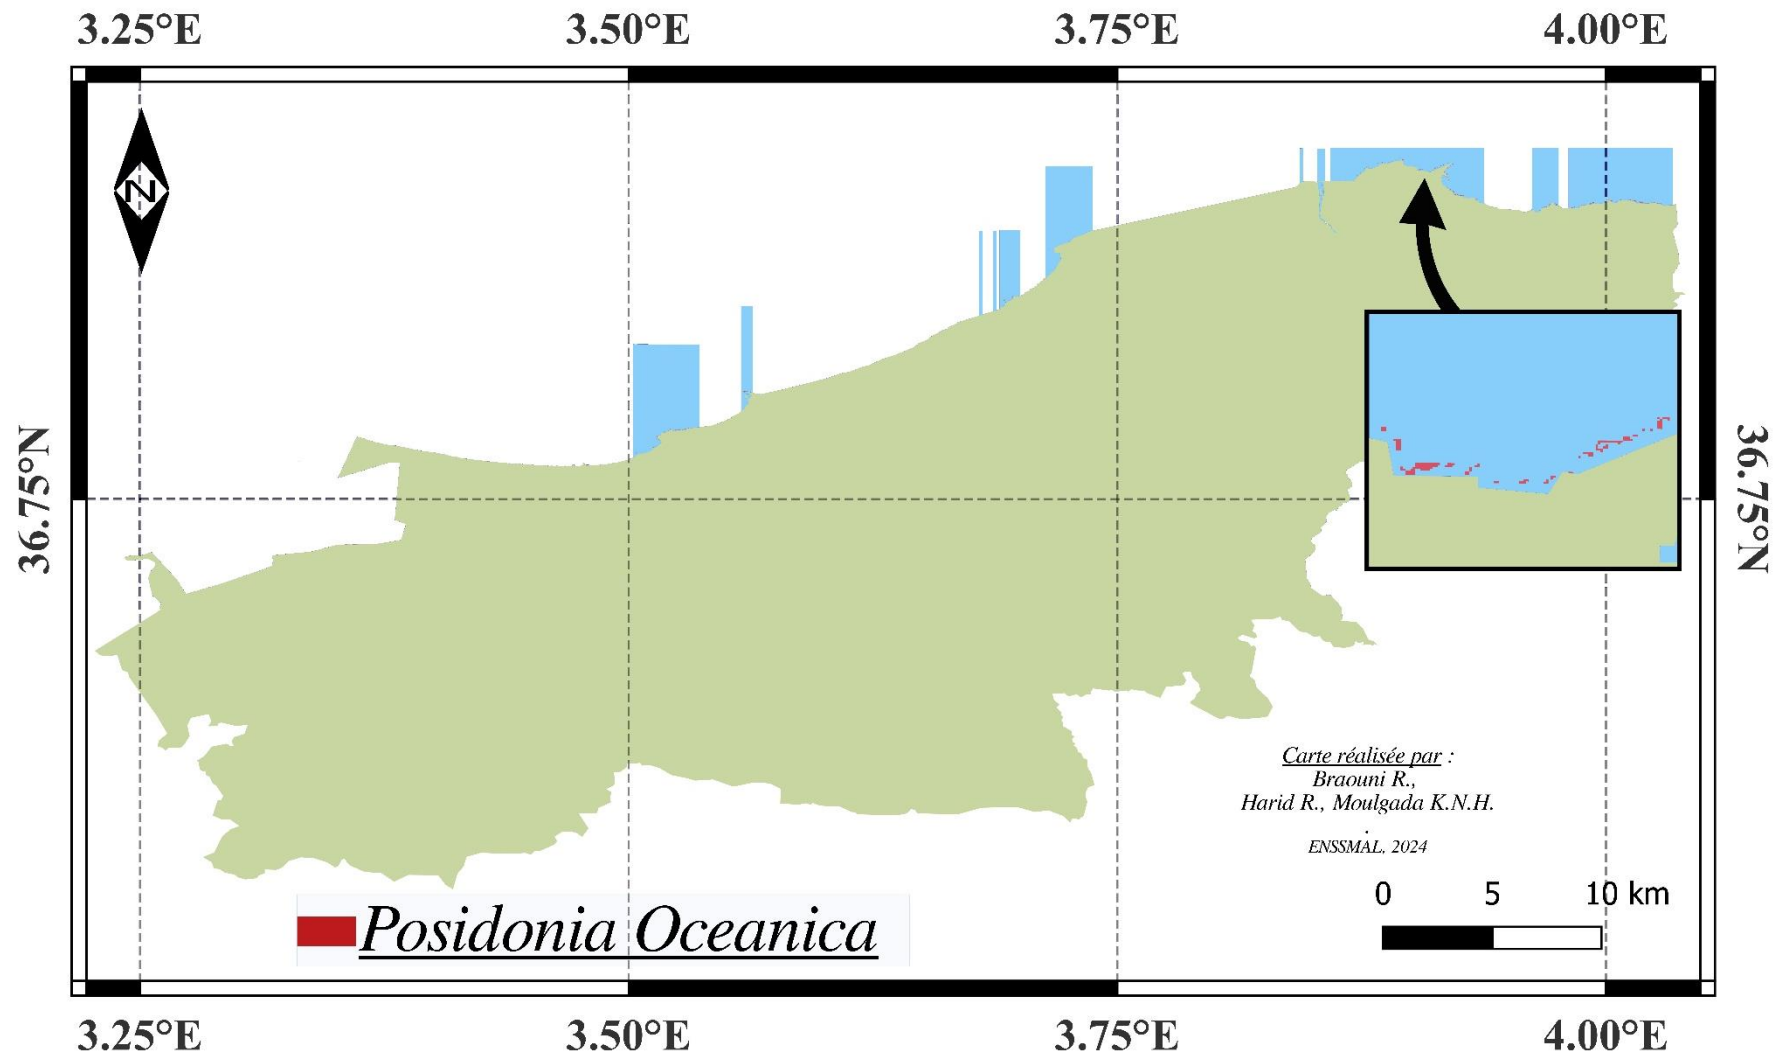 3.25°E 3.50°E 3.75°E 4.00°E
N
36.75°N
36.75°N
Carte réalisée par :
Braouni R.,
Harid R., Moulgada K.N.H.
.
ENSSMAL, 2024
0 5 10 km
Posidonia Oceanica
3.25°E 3.50°E 3.75°E 4.00°E